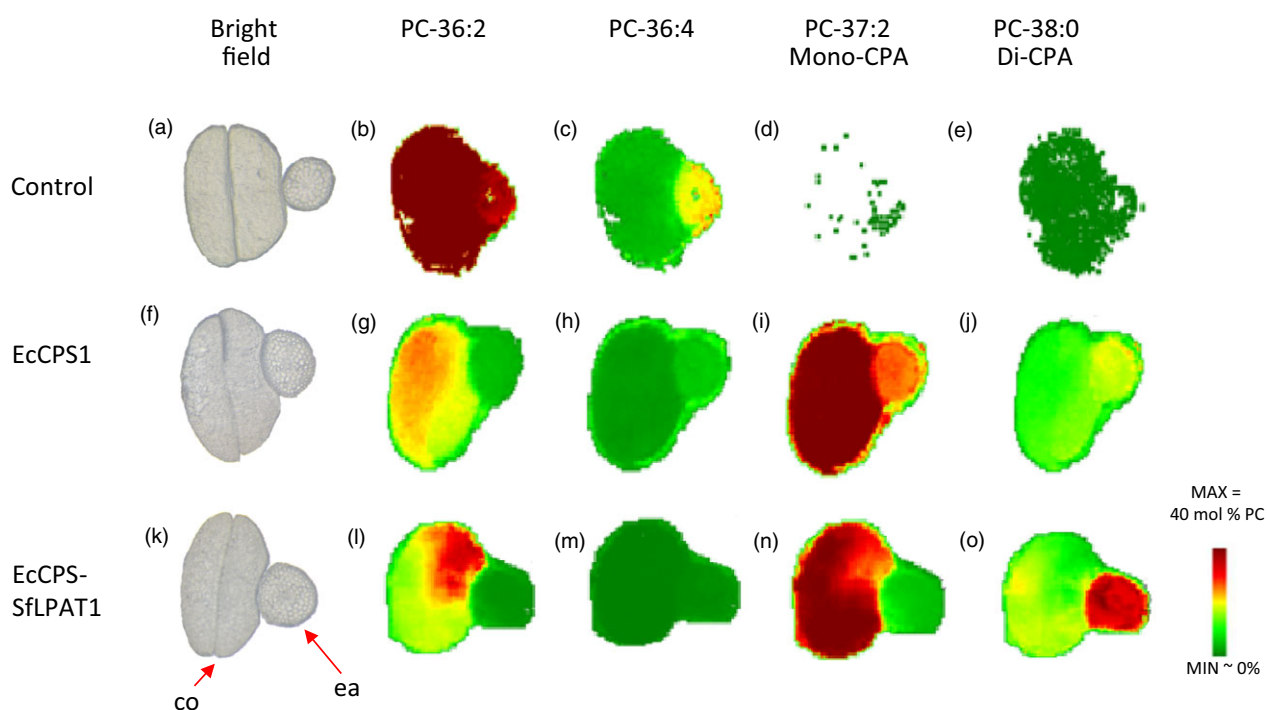 Bright field
PC-36:2
PC-36:4
PC-37:2
Mono-CPA
PC-38:0
Di-CPA
Control
(a)
(b)
(c)
(d)
(e)
EcCPS1
(f)
(g)
(h)
(i)
(j)
EcCPS-
SfLPAT1
(k)
(l)
(m)
(n)
(o)
co
ea
MAX =
40 mol % PC
MIN ~ 0%